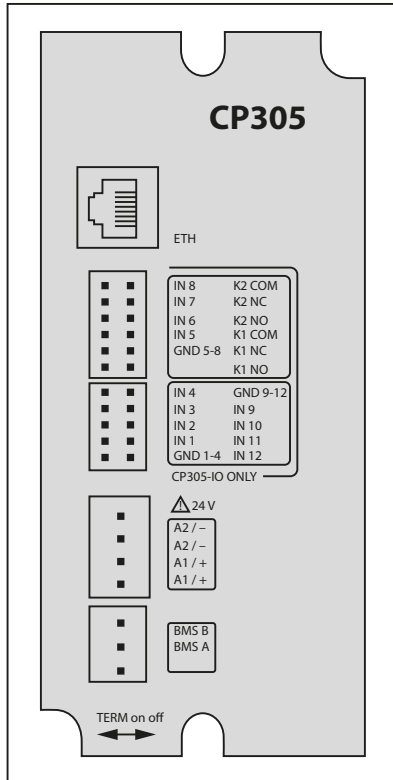 CP305
ETH
IN 8 K2 COM
IN 7 K2 NC
IN 6 K2 NO
IN 5 K1 COM
GND 5-8 K1 NC
K1 NO
IN 4 GND 9-12
IN 3 IN 9
IN 2 IN 10
IN 1 IN 11
GND 1-4 IN 12
CP305-IO ONLY
! 24 V
A2 / –
A2 / –
A1 / +
A1 / +
BMS B
BMS A
TERM on off